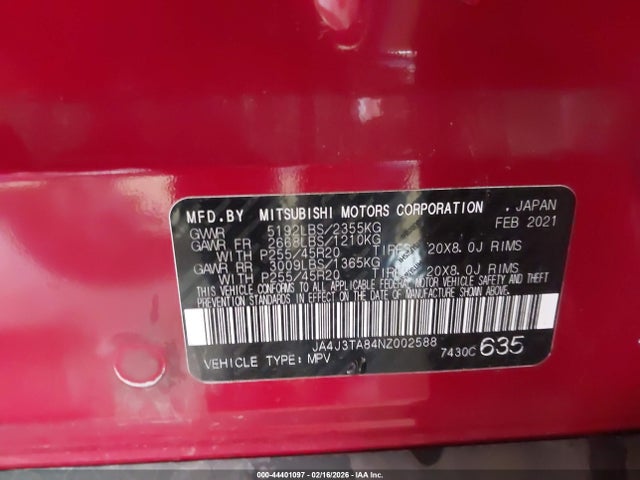 MFD.BY MITSUBISHI MOTORS CORPORATION , JAPAN
GVWR 5192LBS/2355KG FEB 2021
GAWR FR 2668LBS/1210KG
WITH P255/45R20 TIRES 20X8.0J RIMS
GAWR RR 3009LBS/1365KG
WITH P255/45R20 TIRES 20X8.0J RIMS
THIS VEHICLE CONFORMS TO ALL APPLICABLE FEDERAL MOTOR VEHICLE SAFETY AND THEFT
PREVENTION STANDARDS IN EFFECT ON THE DATE OF MANUFACTURE SHOWN ABOVE.
JA4J3TA84NZ002588
VEHICLE TYPE: MPV 7430C 635
000-44401097 - 02/16/2026 - IAA Inc.